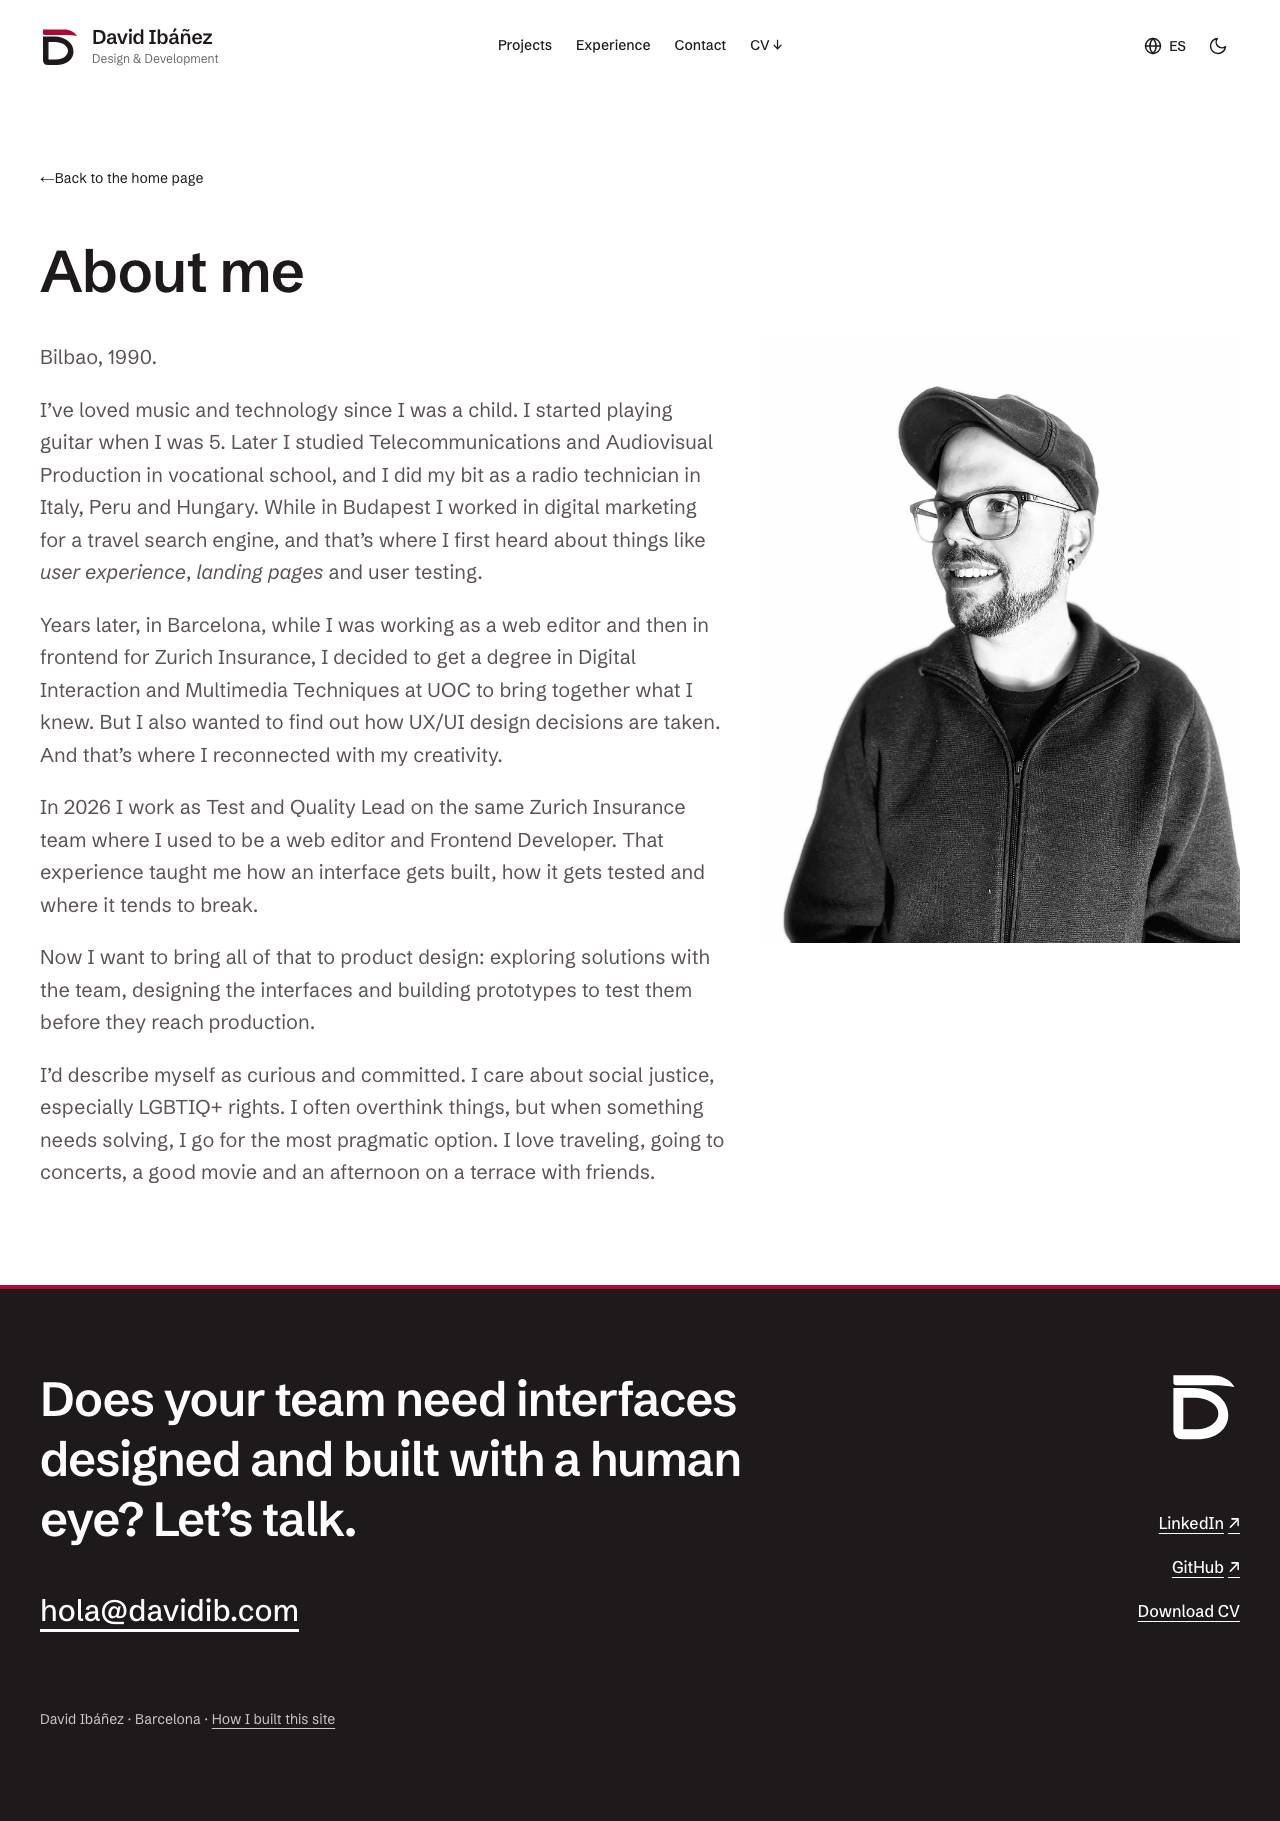 David Ibáñez
Design & Development
Projects Experience Contact CV ↓
ES
←Back to the home page
About me
Bilbao, 1990.
I’ve loved music and technology since I was a child. I started playing
guitar when I was 5. Later I studied Telecommunications and Audiovisual
Production in vocational school, and I did my bit as a radio technician in
Italy, Peru and Hungary. While in Budapest I worked in digital marketing
for a travel search engine, and that’s where I first heard about things like
user experience, landing pages and user testing.
Years later, in Barcelona, while I was working as a web editor and then in
frontend for Zurich Insurance, I decided to get a degree in Digital
Interaction and Multimedia Techniques at UOC to bring together what I
knew. But I also wanted to find out how UX/UI design decisions are taken.
And that’s where I reconnected with my creativity.
In 2026 I work as Test and Quality Lead on the same Zurich Insurance
team where I used to be a web editor and Frontend Developer. That
experience taught me how an interface gets built, how it gets tested and
where it tends to break.
Now I want to bring all of that to product design: exploring solutions with
the team, designing the interfaces and building prototypes to test them
before they reach production.
I’d describe myself as curious and committed. I care about social justice,
especially LGBTIQ+ rights. I often overthink things, but when something
needs solving, I go for the most pragmatic option. I love traveling, going to
concerts, a good movie and an afternoon on a terrace with friends.
Does your team need interfaces
designed and built with a human
eye? Let’s talk.
hola@davidib.com
LinkedIn ↗
GitHub ↗
Download CV
David Ibáñez · Barcelona · How I built this site